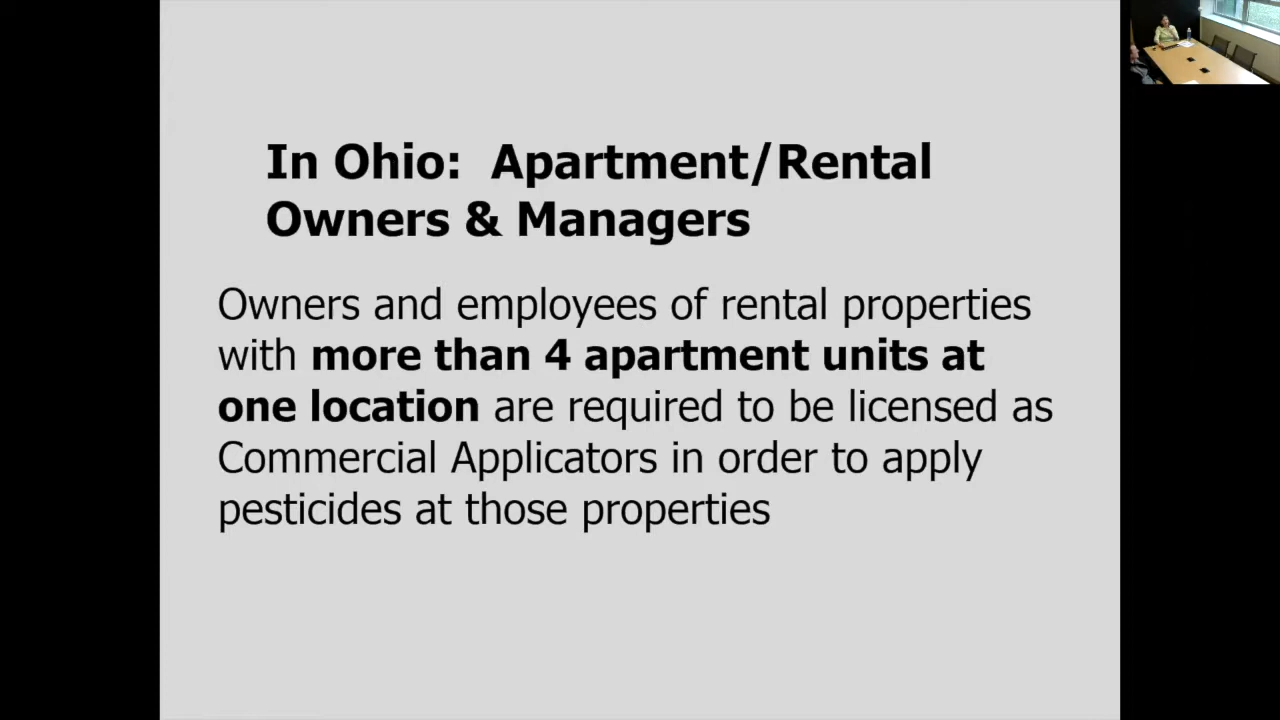 In Ohio:  Apartment/Rental
Owners & Managers
Owners and employees of rental properties
with more than 4 apartment units at
one location are required to be licensed as
Commercial Applicators in order to apply
pesticides at those properties